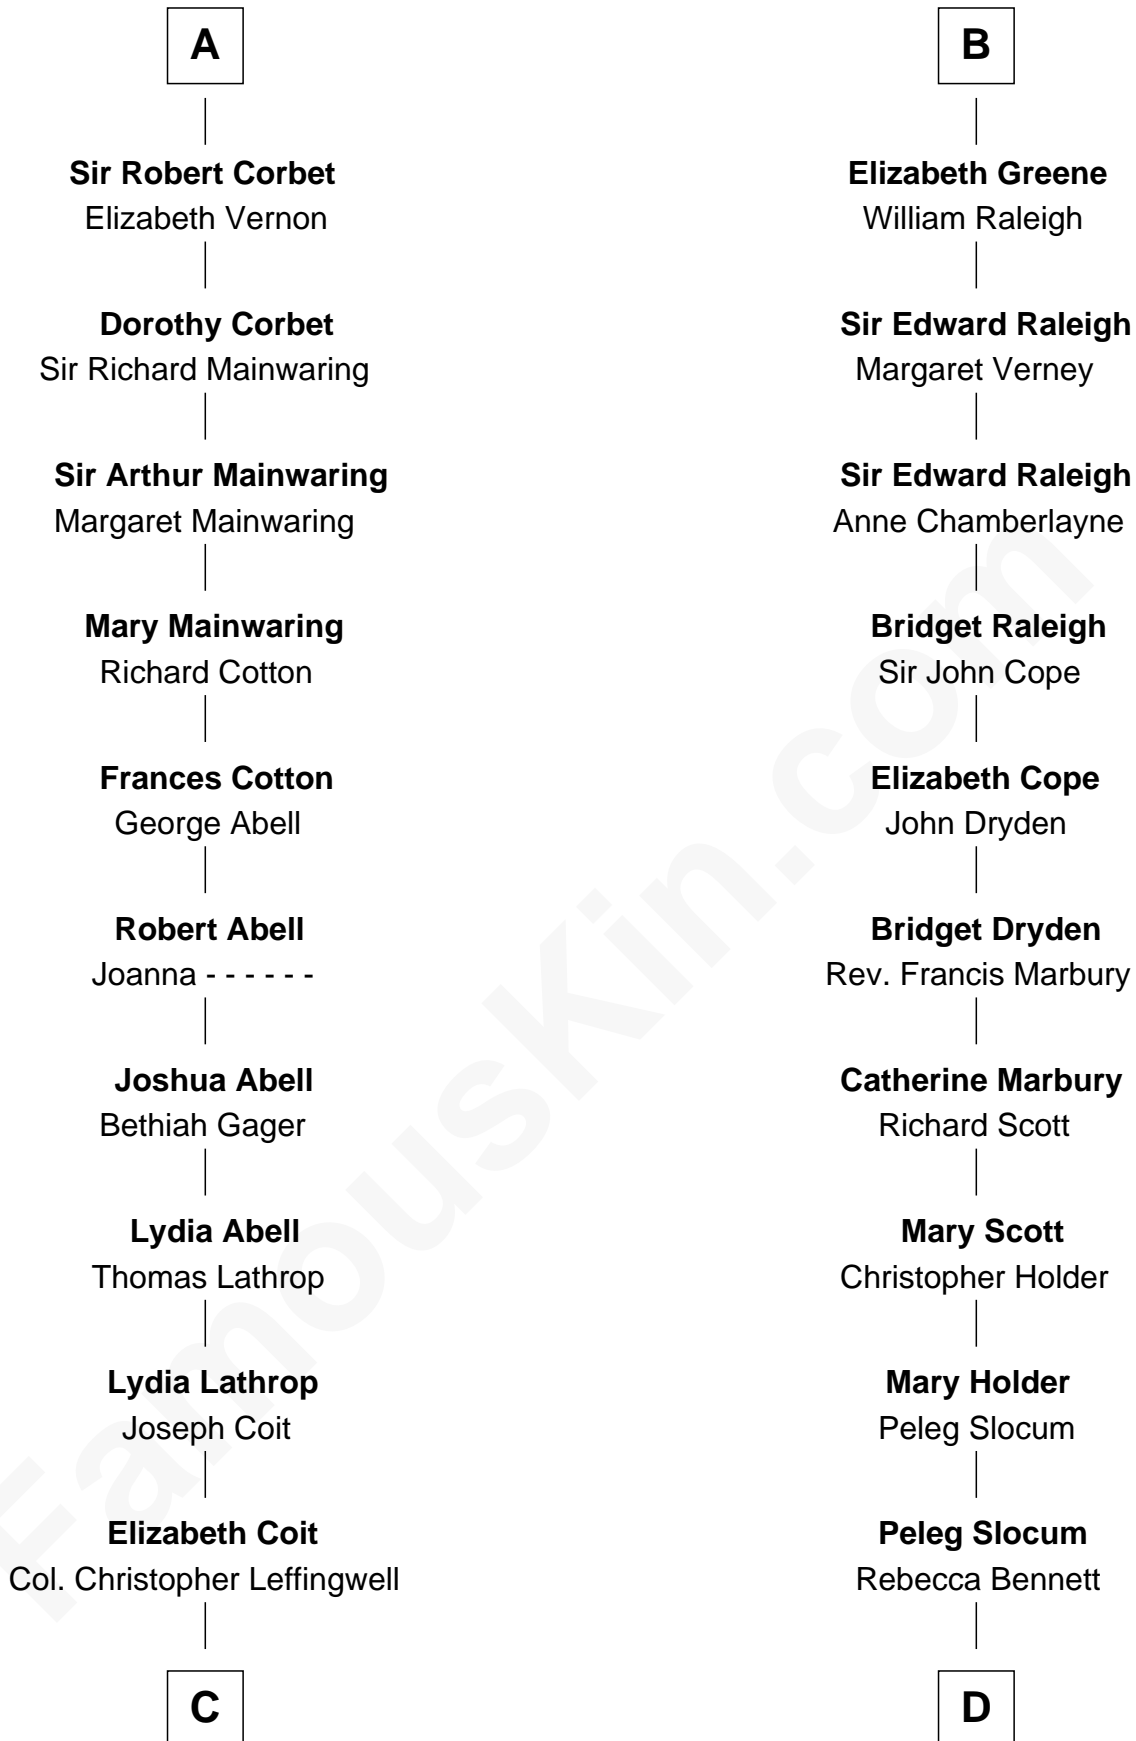 A
Sir Robert Corbet
Elizabeth Vernon
Dorothy Corbet
Sir Richard Mainwaring
Sir Arthur Mainwaring
Margaret Mainwaring
Mary Mainwaring
Richard Cotton
Frances Cotton
George Abell
Robert Abell
Joanna - - - - - -
Joshua Abell
Bethiah Gager
Lydia Abell
Thomas Lathrop
Lydia Lathrop
Joseph Coit
Elizabeth Coit
Col. Christopher Leffingwell
C
B
Elizabeth Greene
William Raleigh
Sir Edward Raleigh
Margaret Verney
Sir Edward Raleigh
Anne Chamberlayne
Bridget Raleigh
Sir John Cope
Elizabeth Cope
John Dryden
Bridget Dryden
Rev. Francis Marbury
Catherine Marbury
Richard Scott
Mary Scott
Christopher Holder
Mary Holder
Peleg Slocum
Peleg Slocum
Rebecca Bennett
D
FamousKin.com